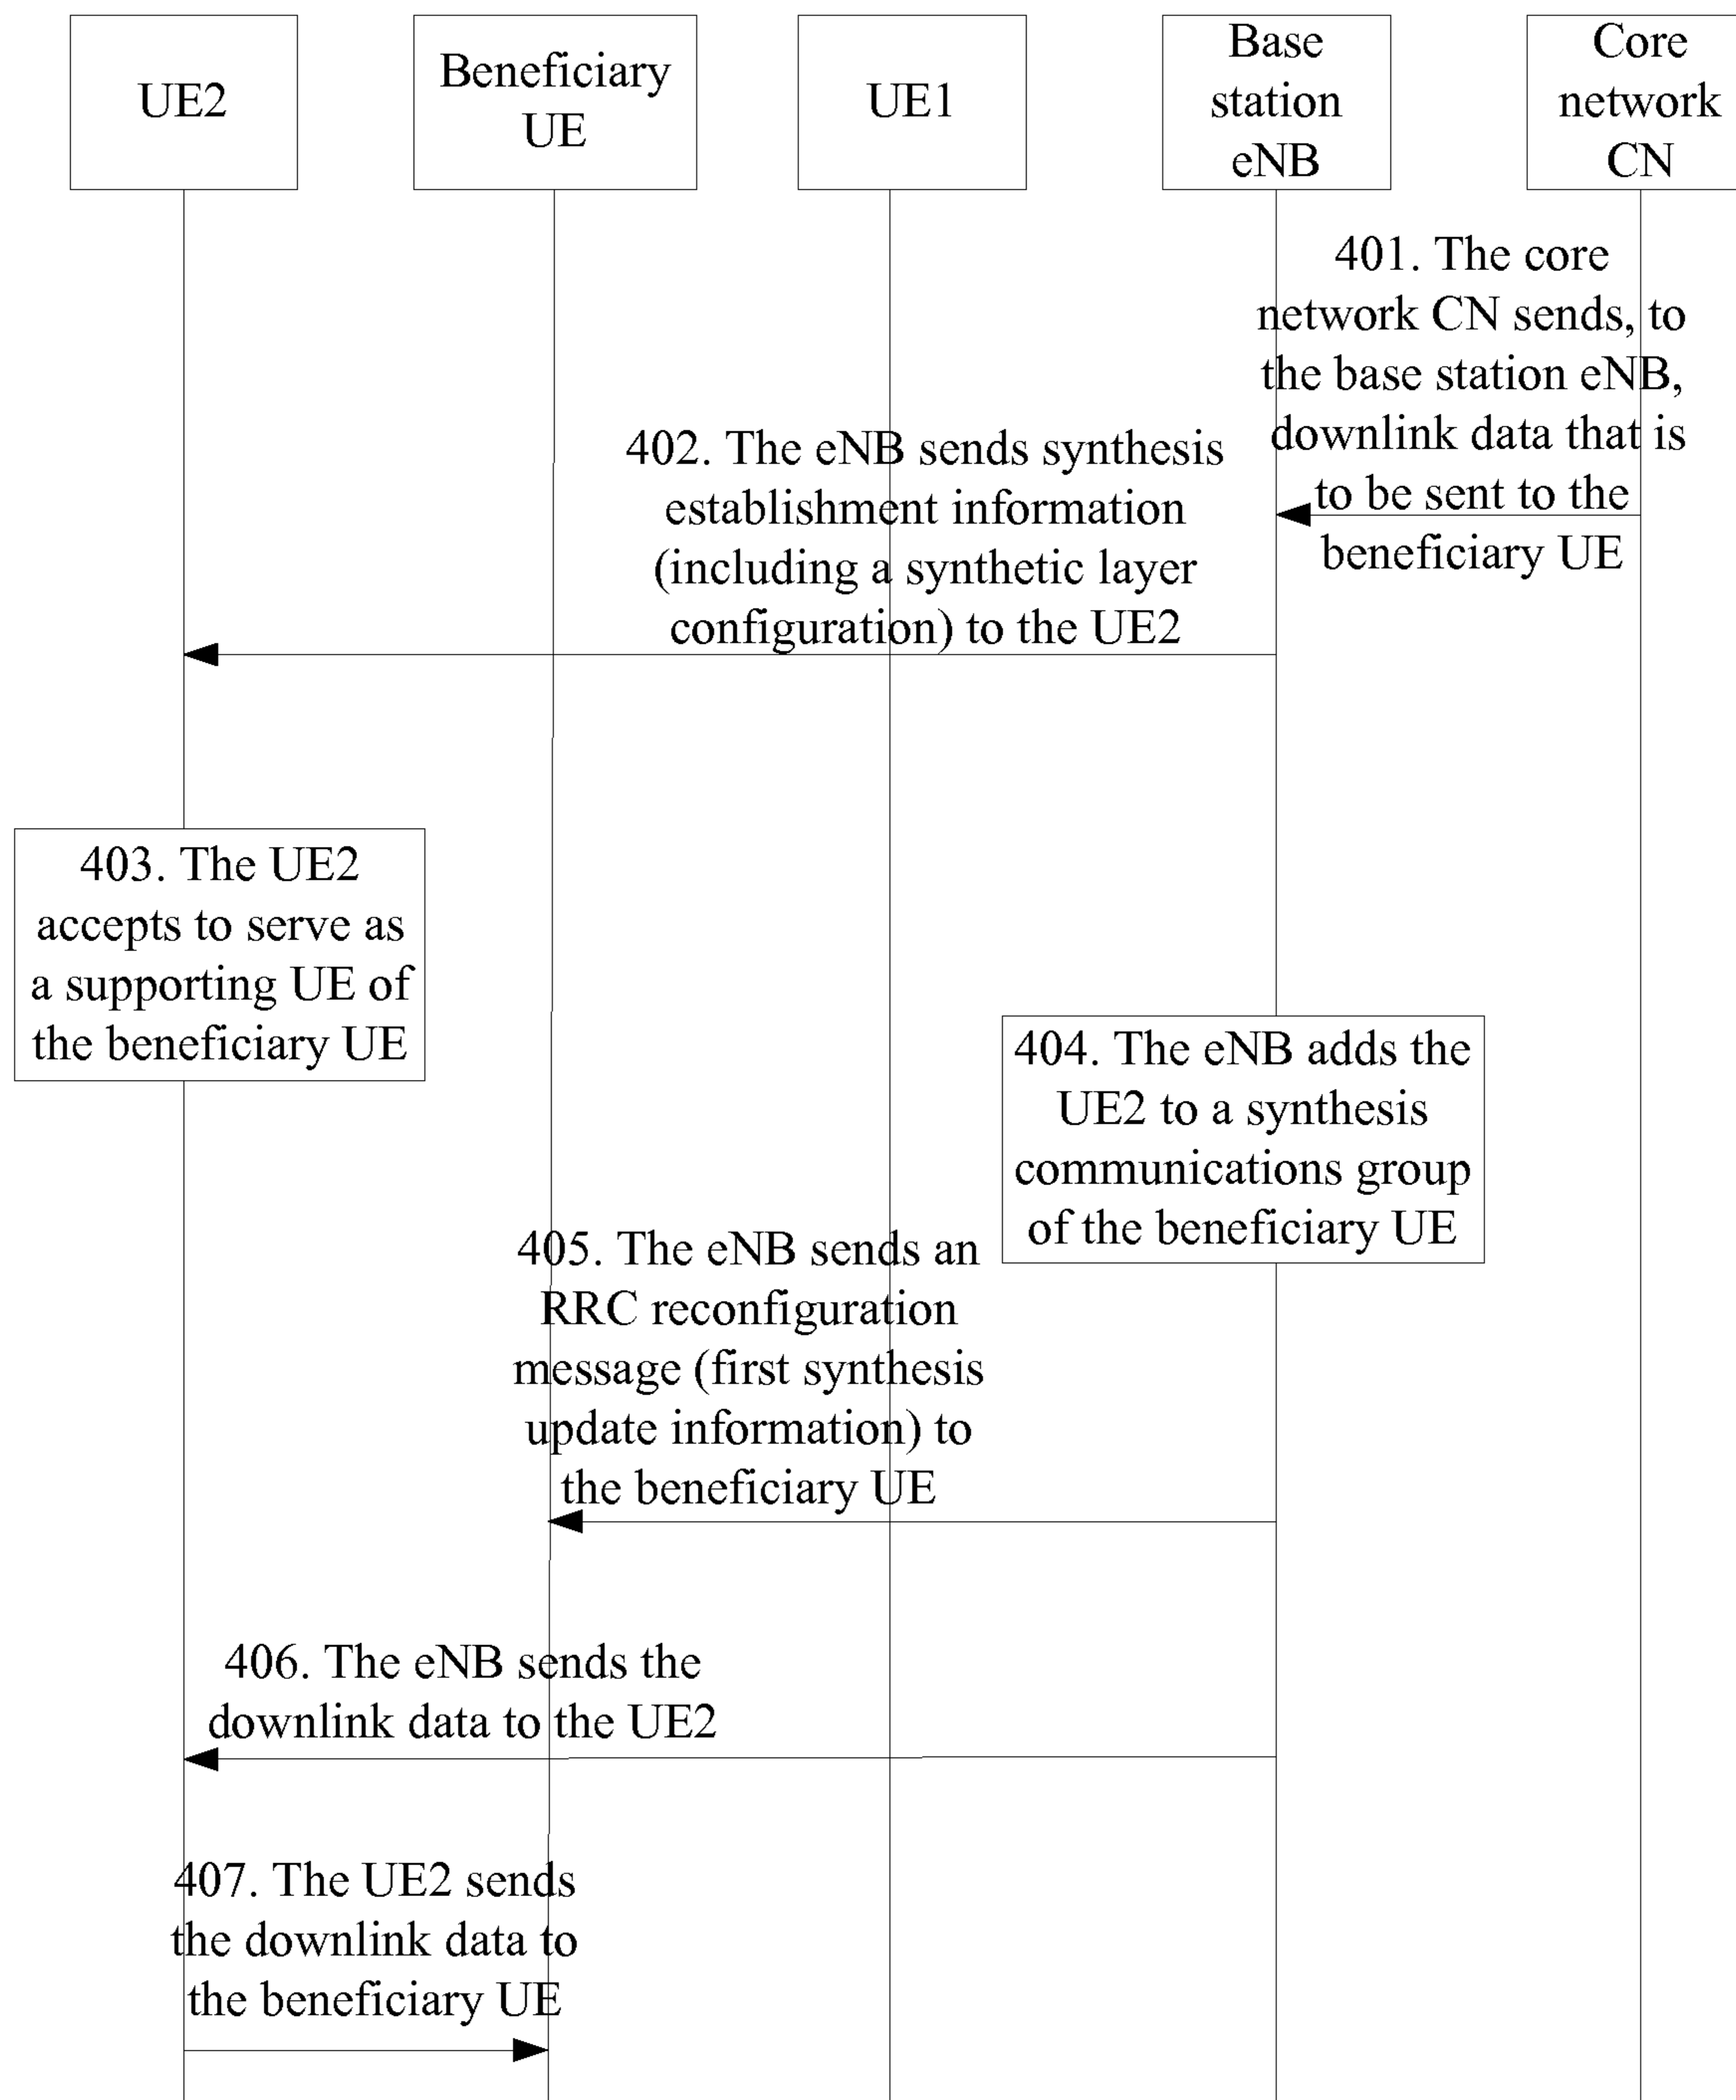 UE2
Beneficiary
UE
UE1
Base
station
eNB
Core
network
CN
401. The core
network CN sends, to
the base station eNB,
downlink data that is
to be sent to the
beneficiary UE
402. The eNB sends synthesis
establishment information
(including a synthetic layer
configuration) to the UE2
403. The UE2
accepts to serve as
a supporting UE of
the beneficiary UE
404. The eNB adds the
UE2 to a synthesis
communications group
of the beneficiary UE
405. The eNB sends an
RRC reconfiguration
message (first synthesis
update information) to
the beneficiary UE
406. The eNB sends the
downlink data to the UE2
407. The UE2 sends
the downlink data to
the beneficiary UE